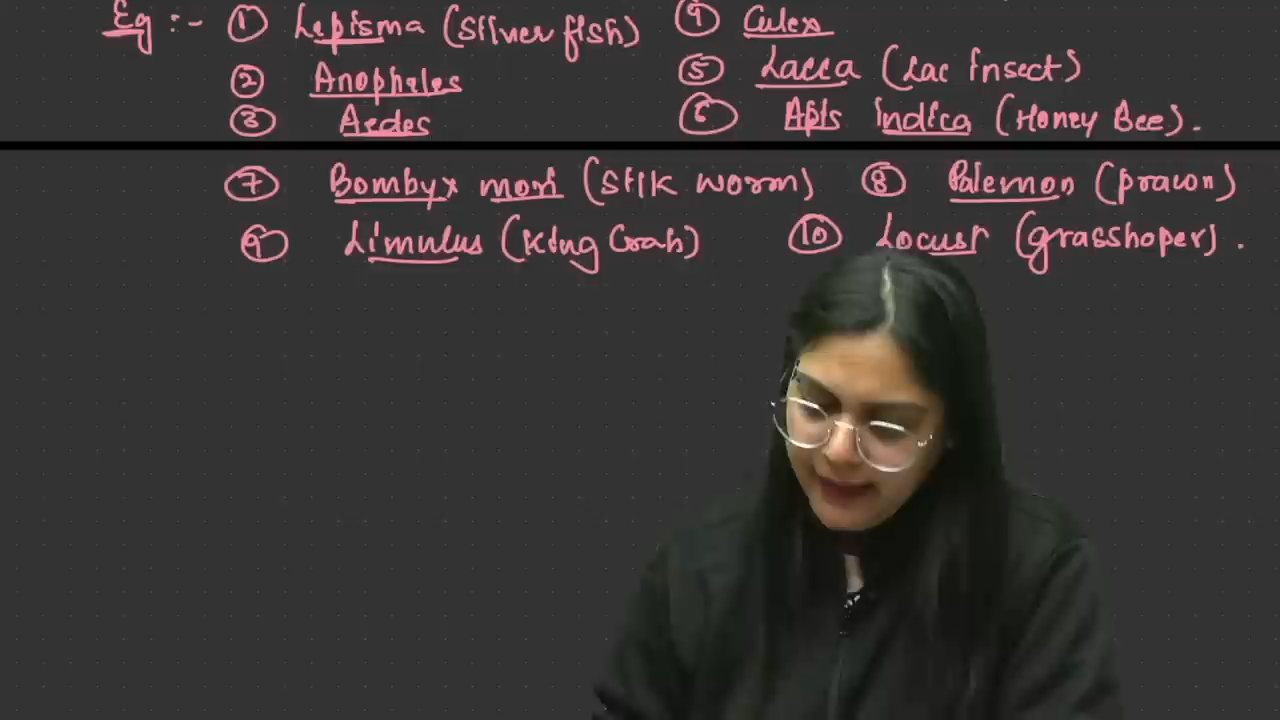 Eg :- ① Lepisma (Silver fish) ④ Culex
② Anopheles ⑤ Lacca (Lac Insect)
③ Aedes ⑥ Apis indica (Honey Bee).
⑦ Bombyx mori (Silk worm) ⑧ Palemon (prawn)
⑨ Limulus (King Crab) ⑩ Locust (grasshoper).